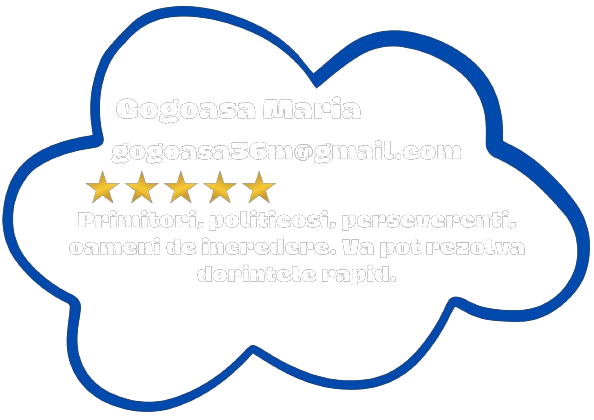 Gogoasa Maria
gogoasa36m@gmail.com
Primitori, politicosi, perseverenti,
oameni de incredere. Va pot rezolva
dorintele rapid.